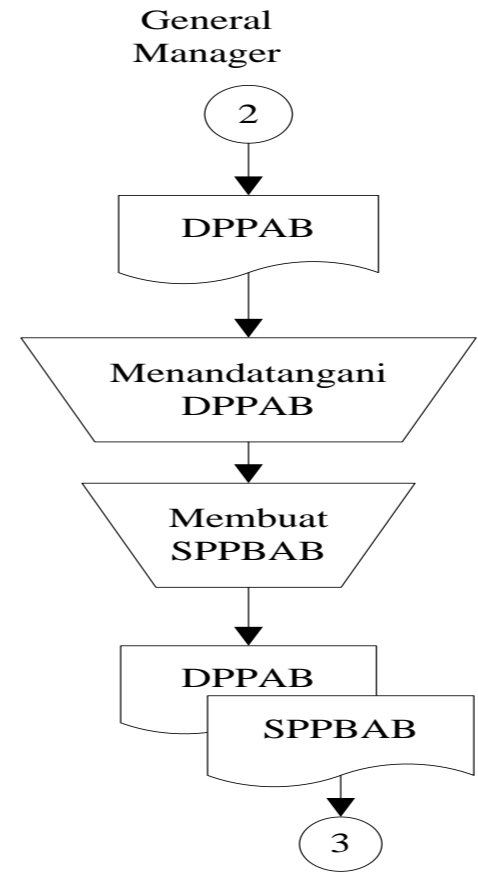 General
Manager
2
DPPAB
Menandatangani
DPPAB
Membuat
SPPBAB
DPPAB
SPPBAB
3